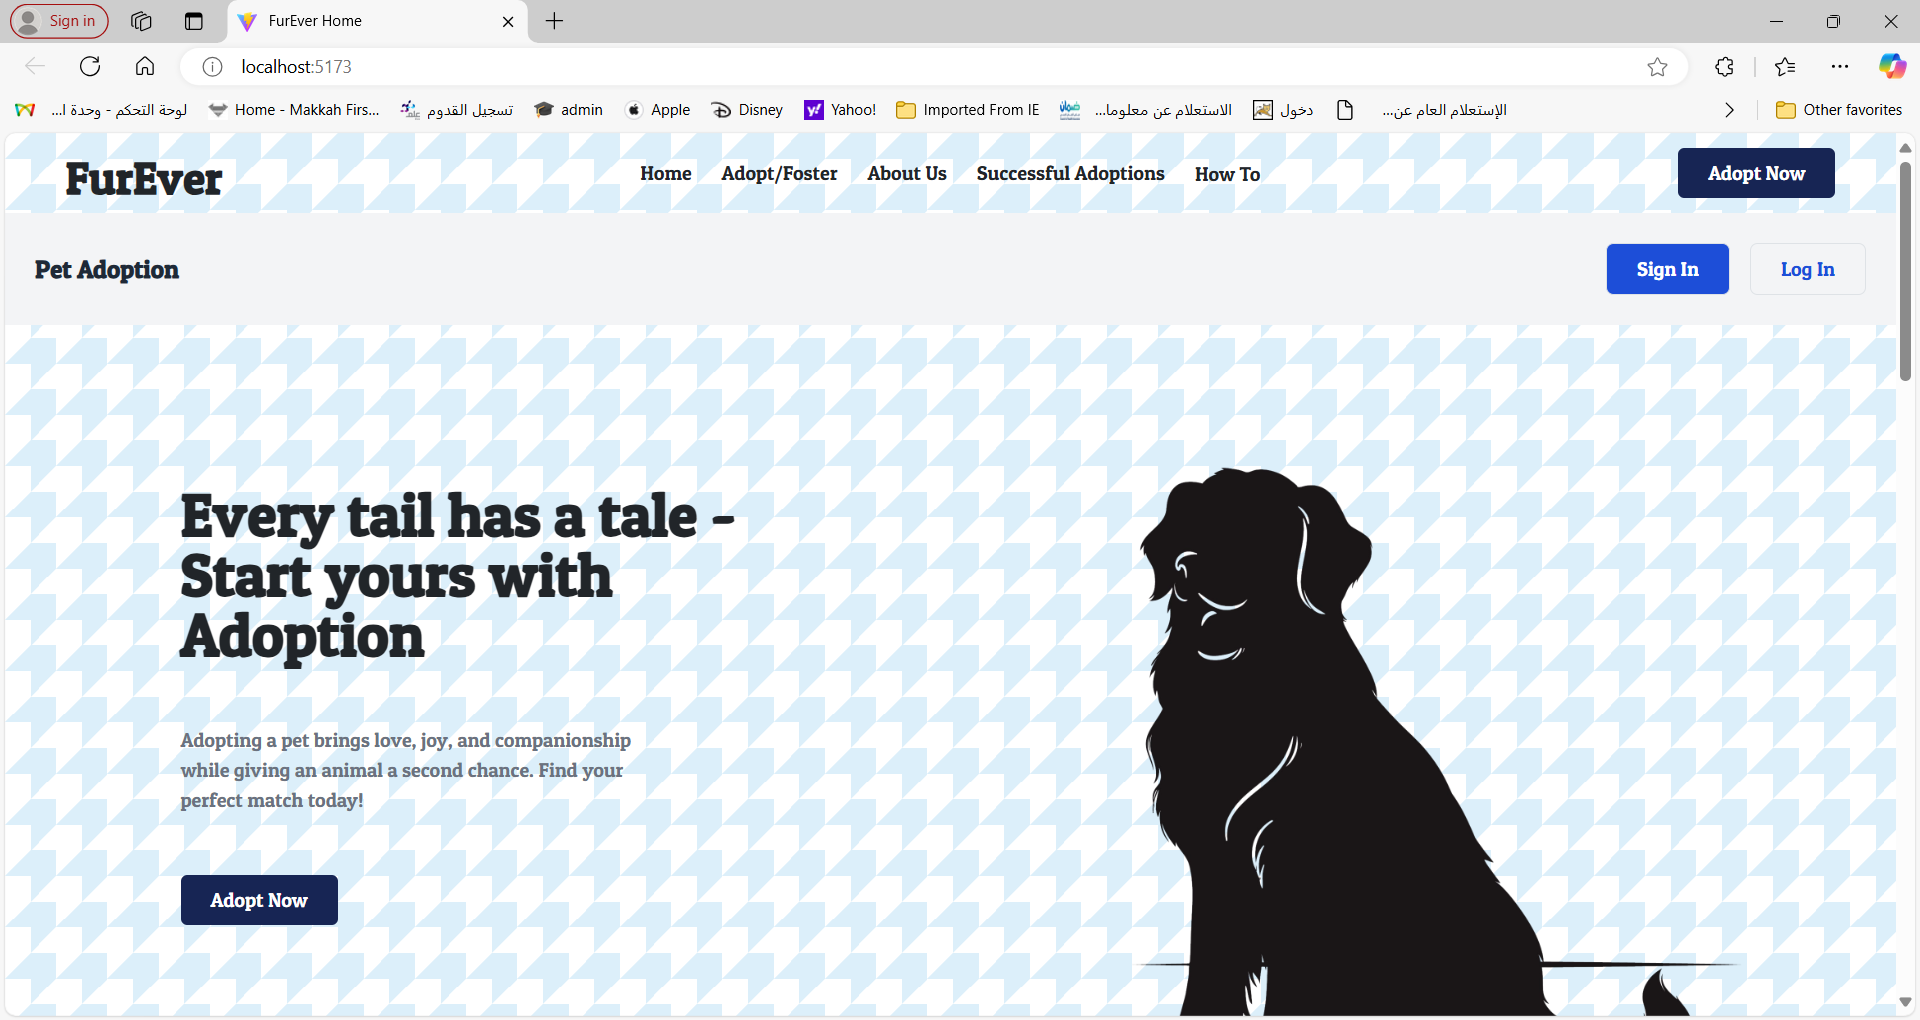 Sign in
FurEver Home
localhost:5173
لوحة التحكم - وحدة ا...
Home - Makkah Firs...
تسجيل القدوم
admin
Apple
Disney
Yahoo!
Imported From IE
الاستعلام عن معلوما...
دخول
الإستعلام العام عن...
Other favorites
FurEver
Home
Adopt/Foster
About Us
Successful Adoptions
How To
Adopt Now
Pet Adoption
Sign In
Log In
Every tail has a tale -
Start yours with
Adoption
Adopting a pet brings love, joy, and companionship
while giving an animal a second chance. Find your
perfect match today!
Adopt Now